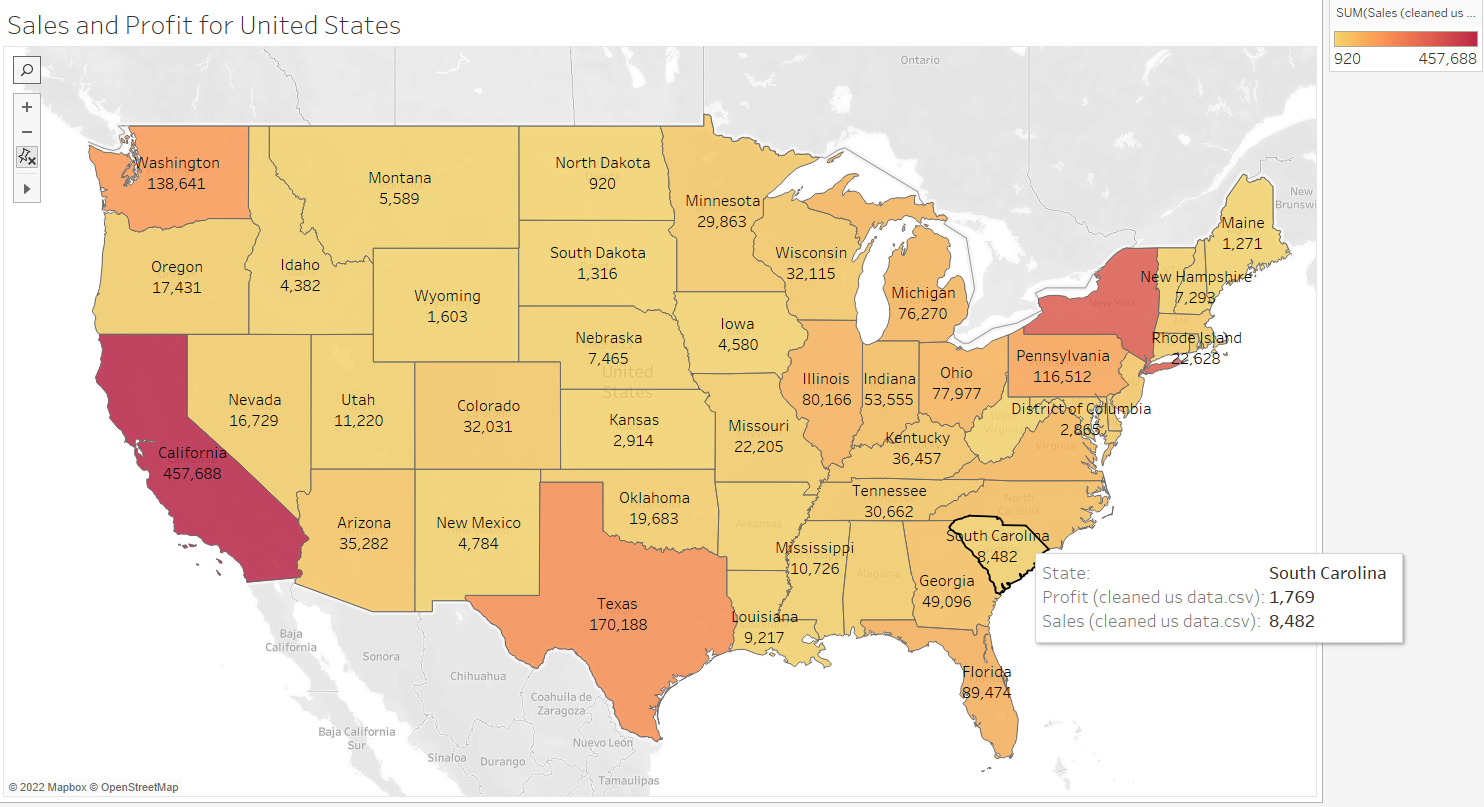 Sales and Profit for United States
SUM(Sales (cleaned us ...
920 457,688
Ontario
New
Brunswi
Washington
138,641
Montana
5,589
North Dakota
920
Minnesota
29,863
Maine
1,271
Oregon
17,431
Idaho
4,382
South Dakota
1,316
Wisconsin
32,115
Michigan
76,270
New Hampshire
7,293
Wyoming
1,603
New York
MA
Iowa
4,580
Nebraska
7,465
United
States
Rhode Island
22,628
Pennsylvania
116,512
Illinois
80,166
Indiana
53,555
Ohio
77,977
Nevada
16,729
Utah
11,220
Colorado
32,031
Kansas
2,914
Missouri
22,205
District of Columbia
2,865
West
Virginia
Virginia
Kentucky
36,457
California
457,688
Arizona
35,282
New Mexico
4,784
Oklahoma
19,683
Arkansas
Tennessee
30,662
North
Carolina
South Carolina
8,482
Mississippi
10,726
Alabama
Georgia
49,096
Texas
170,188
Louisiana
9,217
Florida
89,474
State: South Carolina
Profit (cleaned us data.csv): 1,769
Sales (cleaned us data.csv): 8,482
Baja
California
Sonora
Chihuahua
Coahuila de
Zaragoza
Baja California
Sur
Sinaloa
Durango
Nuevo León
Tamaulipas
© 2022 Mapbox © OpenStreetMap